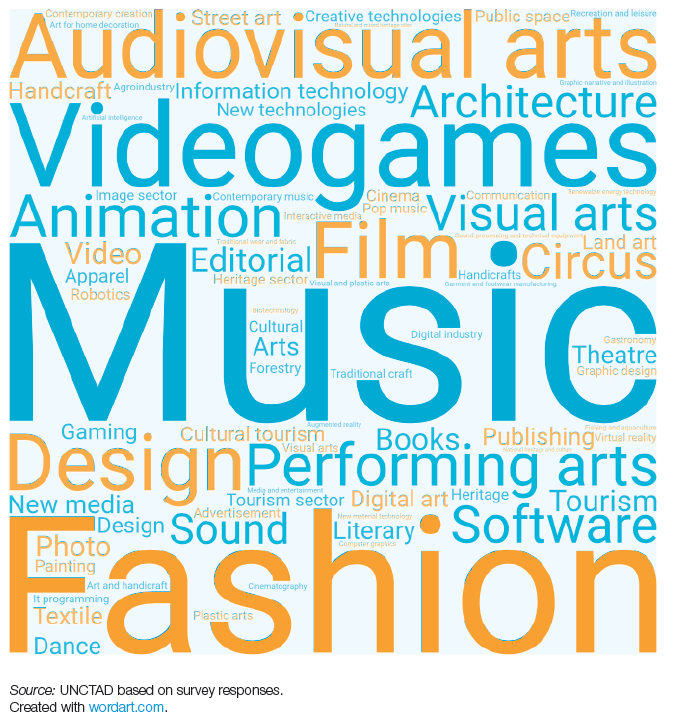 Contemporary creation
Street art
Creative technologies
Public space
Recreation and leisure
Art for home decoration
Audiovisual arts
Graphic narrative and illustration
Handcraft
Agroindustry
Information technology
Architecture
New technologies
Artificial intelligence
Videogames
Image sector
Contemporary music
Cinema
Communication
Renewable energy technology
Animation
Interactive media
Pop music
Visual arts
Traditional wear and fabric
Film
Land art
Video
Editorial
Circus
Apparel
Heritage sector
Visual and plastic arts
Handicrafts
Garment and footwear manufacturing
Robotics
Music
Biotechnology
Cultural
Arts
Forestry
Digital industry
Traditional craft
Gastronomy
Theatre
Graphic design
Augmented reality
Gaming
Cultural tourism
Books
Publishing
Virtual reality
Visual arts
Design
Performing arts
Media and entertainment
New media
Tourism sector
Digital art
Heritage
Tourism
Advertisement
New material technology
Design
Sound
Literary
Software
Computer graphics
Photo
Painting
Fashion
Art and handicraft
Cinematography
It programming
Textile
Plastic arts
Dance
Source: UNCTAD based on survey responses.
Created with wordart.com.